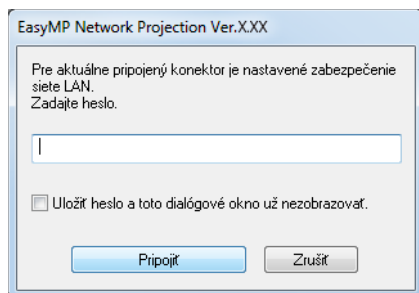 EasyMP Network Projection Ver.X.XX
Pre aktuálne pripojený konektor je nastavené zabezpečenie
siete LAN.
Zadajte heslo.
Uložiť heslo a toto dialógové okno už nezobrazovať.
Pripojiť
Zrušiť